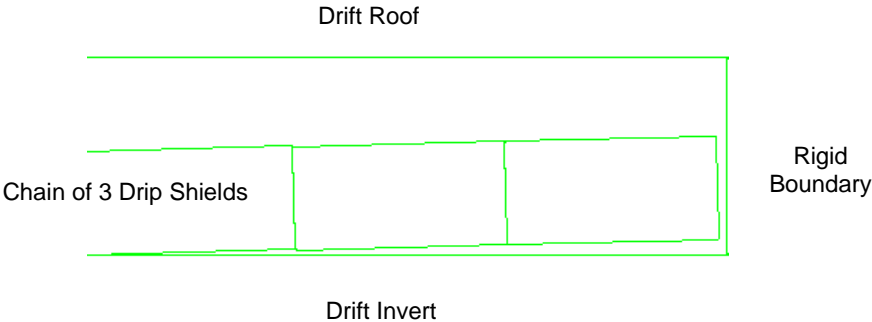 Drift Roof
Chain of 3 Drip Shields
Rigid
Boundary
Drift Invert